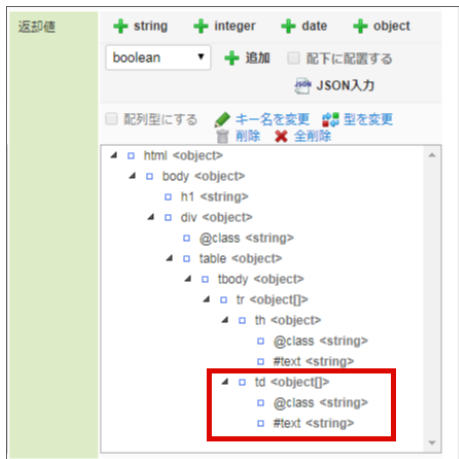 返却値
string integer date object
boolean 追加 配下に配置する
JSON入力
配列型にする キー名を変更 型を変更
削除 全削除
html <object>
body <object>
h1 <string>
div <object>
@class <string>
table <object>
tbody <object>
tr <object[]>
th <object>
@class <string>
#text <string>
td <object[]>
@class <string>
#text <string>